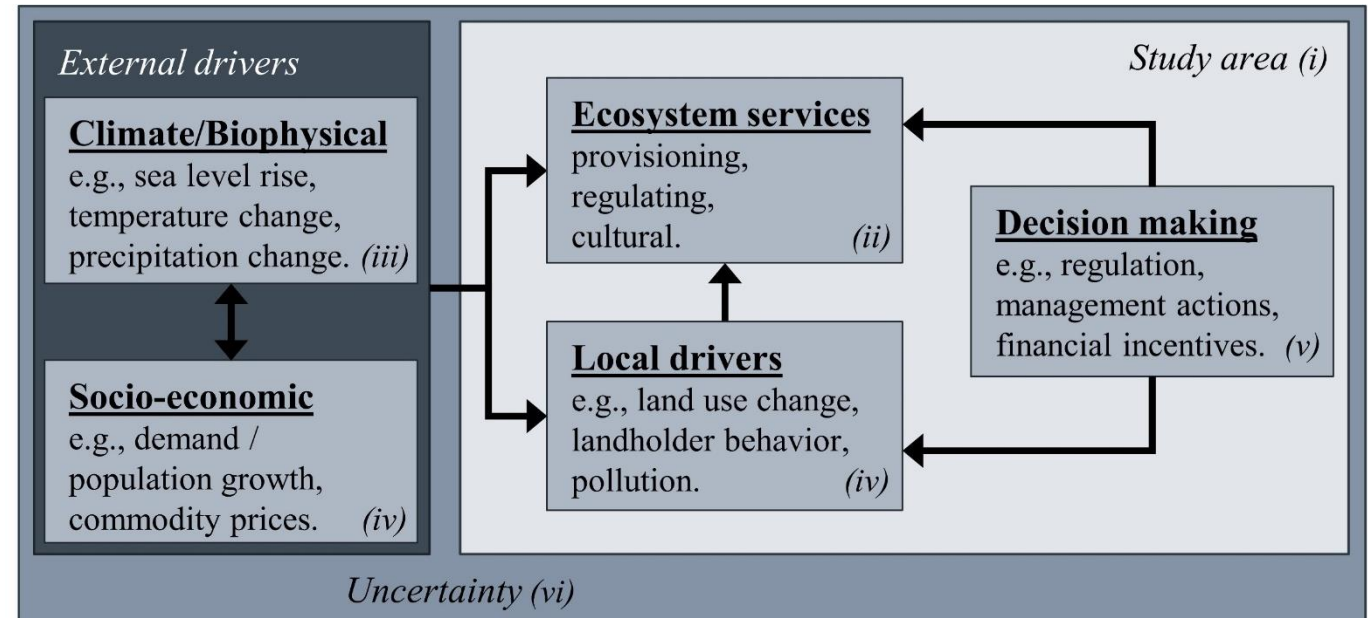 External drivers
Climate/Biophysical
e.g., sea level rise,
temperature change,
precipitation change. (iii)
Socio-economic
e.g., demand /
population growth,
commodity prices. (iv)
Study area (i)
Ecosystem services
provisioning,
regulating,
cultural. (ii)
Local drivers
e.g., land use change,
landholder behavior,
pollution. (iv)
Decision making
e.g., regulation,
management actions,
financial incentives. (v)
Uncertainty (vi)